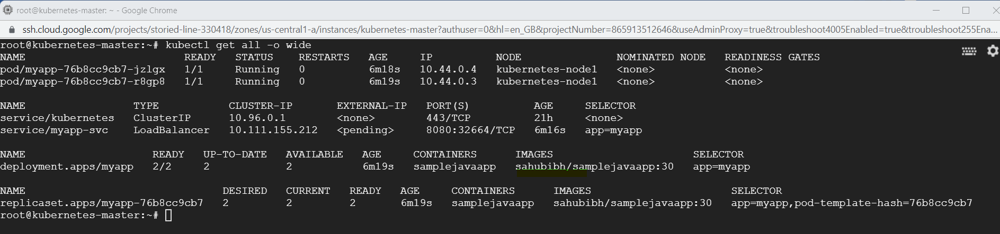 root@kubernetes-master: ~ - Google Chrome
ssh.cloud.google.com/projects/storied-line-330418/zones/us-central1-a/instances/kubernetes-master?authuser=0&hl=en_GB&projectNumber=865913512646&useAdminProxy=true&troubleshoot4005Enabled=true&troubleshoot255Ena...
root@kubernetes-master:~# kubectl get all -o wide
NAME READY STATUS RESTARTS AGE IP NODE NOMINATED NODE READINESS GATES
pod/myapp-76b8cc9cb7-jzlgx 1/1 Running 0 6m18s 10.44.0.4 kubernetes-node1 <none> <none>
pod/myapp-76b8cc9cb7-r8gp8 1/1 Running 0 6m19s 10.44.0.3 kubernetes-node1 <none> <none>
NAME TYPE CLUSTER-IP EXTERNAL-IP PORT(S) AGE SELECTOR
service/kubernetes ClusterIP 10.96.0.1 <none> 443/TCP 21h <none>
service/myapp-svc LoadBalancer 10.111.155.212 <pending> 8080:32664/TCP 6m16s app=myapp
NAME READY UP-TO-DATE AVAILABLE AGE CONTAINERS IMAGES SELECTOR
deployment.apps/myapp 2/2 2 2 6m19s samplejavaapp sahubibh/samplejavaapp:30 app=myapp
NAME DESIRED CURRENT READY AGE CONTAINERS IMAGES SELECTOR
replicaset.apps/myapp-76b8cc9cb7 2 2 2 6m19s samplejavaapp sahubibh/samplejavaapp:30 app=myapp,pod-template-hash=76b8cc9cb7
root@kubernetes-master:~#